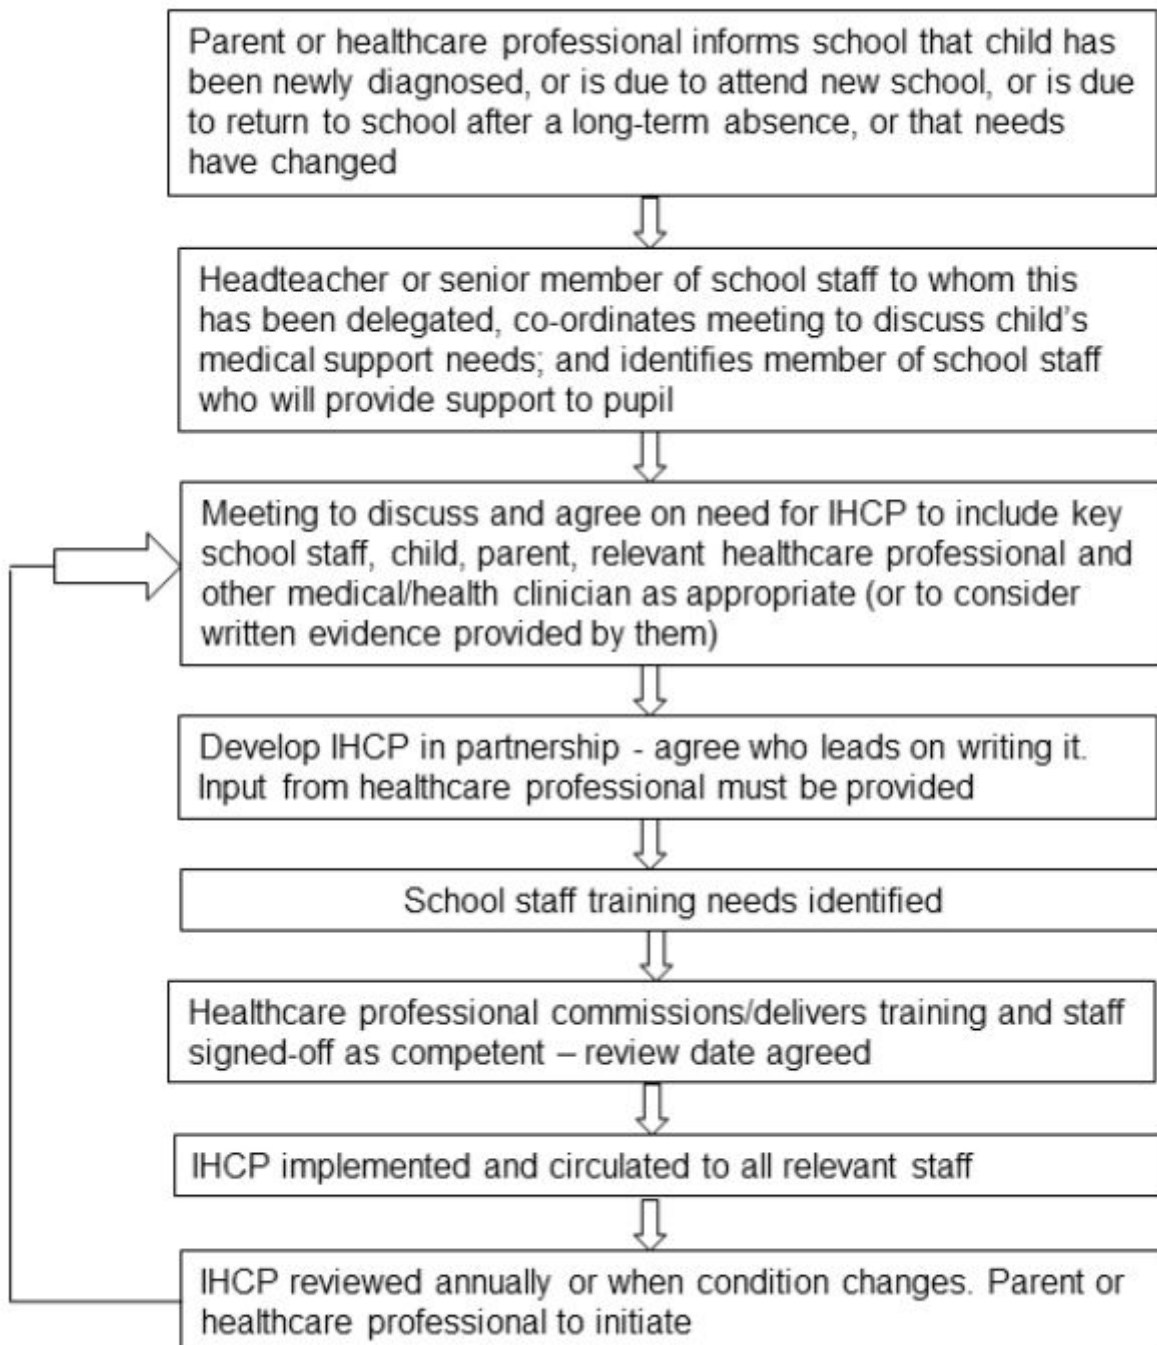 Parent or healthcare professional informs school that child has
been newly diagnosed, or is due to attend new school, or is due
to return to school after a long-term absence, or that needs
have changed
Headteacher or senior member of school staff to whom this
has been delegated, co-ordinates meeting to discuss child's
medical support needs; and identifies member of school staff
who will provide support to pupil
Meeting to discuss and agree on need for IHCP to include key
school staff, child, parent, relevant healthcare professional and
other medical/health clinician as appropriate (or to consider
written evidence provided by them)
Develop IHCP in partnership - agree who leads on writing it.
Input from healthcare professional must be provided
School staff training needs identified
Healthcare professional commissions/delivers training and staff
signed-off as competent – review date agreed
IHCP implemented and circulated to all relevant staff
IHCP reviewed annually or when condition changes. Parent or
healthcare professional to initiate